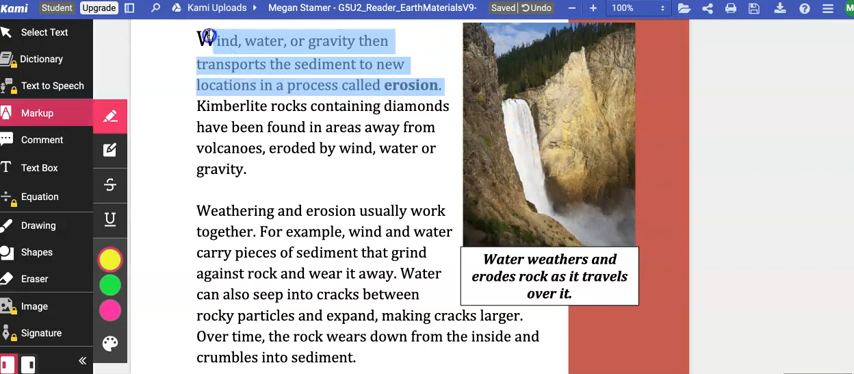 Kami
Student
Upgrade
Kami Uploads
Megan Stamer - G5U2_Reader_EarthMaterialsV9-
Saved
Undo
100%
M
Select Text
Dictionary
Text to Speech
Markup
Comment
Text Box
Equation
Drawing
Shapes
Eraser
Image
Signature
Wind, water, or gravity then
transports the sediment to new
locations in a process called erosion.
Kimberlite rocks containing diamonds
have been found in areas away from
volcanoes, eroded by wind, water or
gravity.
Weathering and erosion usually work
together. For example, wind and water
carry pieces of sediment that grind
against rock and wear it away. Water
can also seep into cracks between
rocky particles and expand, making cracks larger.
Over time, the rock wears down from the inside and
crumbles into sediment.
Water weathers and
erodes rock as it travels
over it.